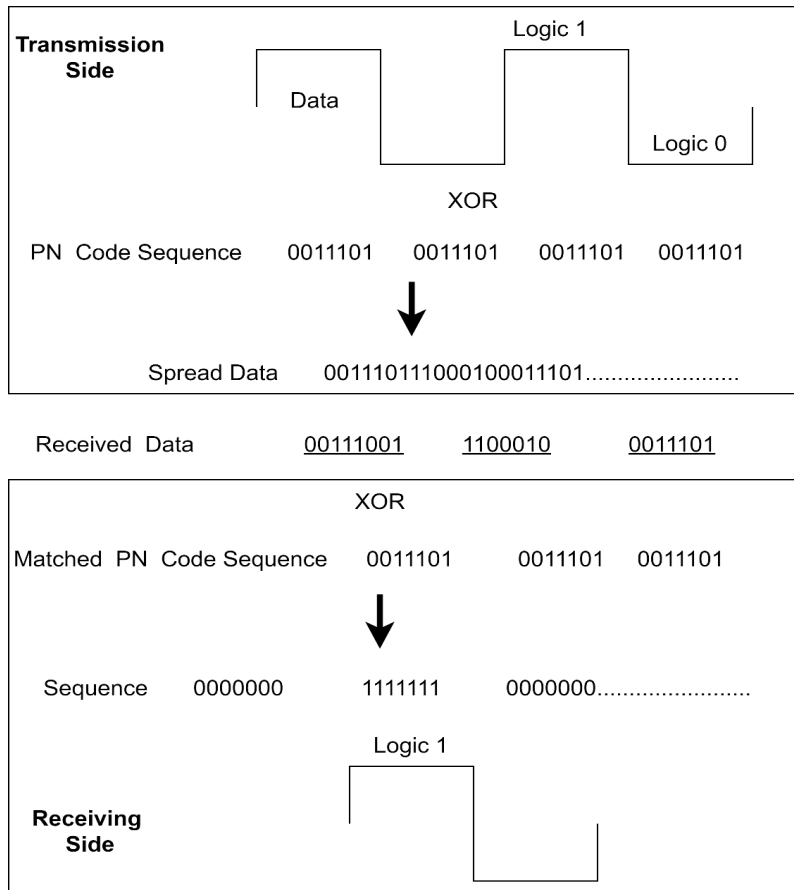 Logic 1
Transmission
Side
Data
Logic 0
XOR
PN Code Sequence 0011101 0011101 0011101 0011101
Spread Data 001110111000100011101........................
Received Data 00111001 1100010 0011101
XOR
Matched PN Code Sequence 0011101 0011101 0011101
Sequence 0000000 1111111 0000000........................
Logic 1
Receiving
Side